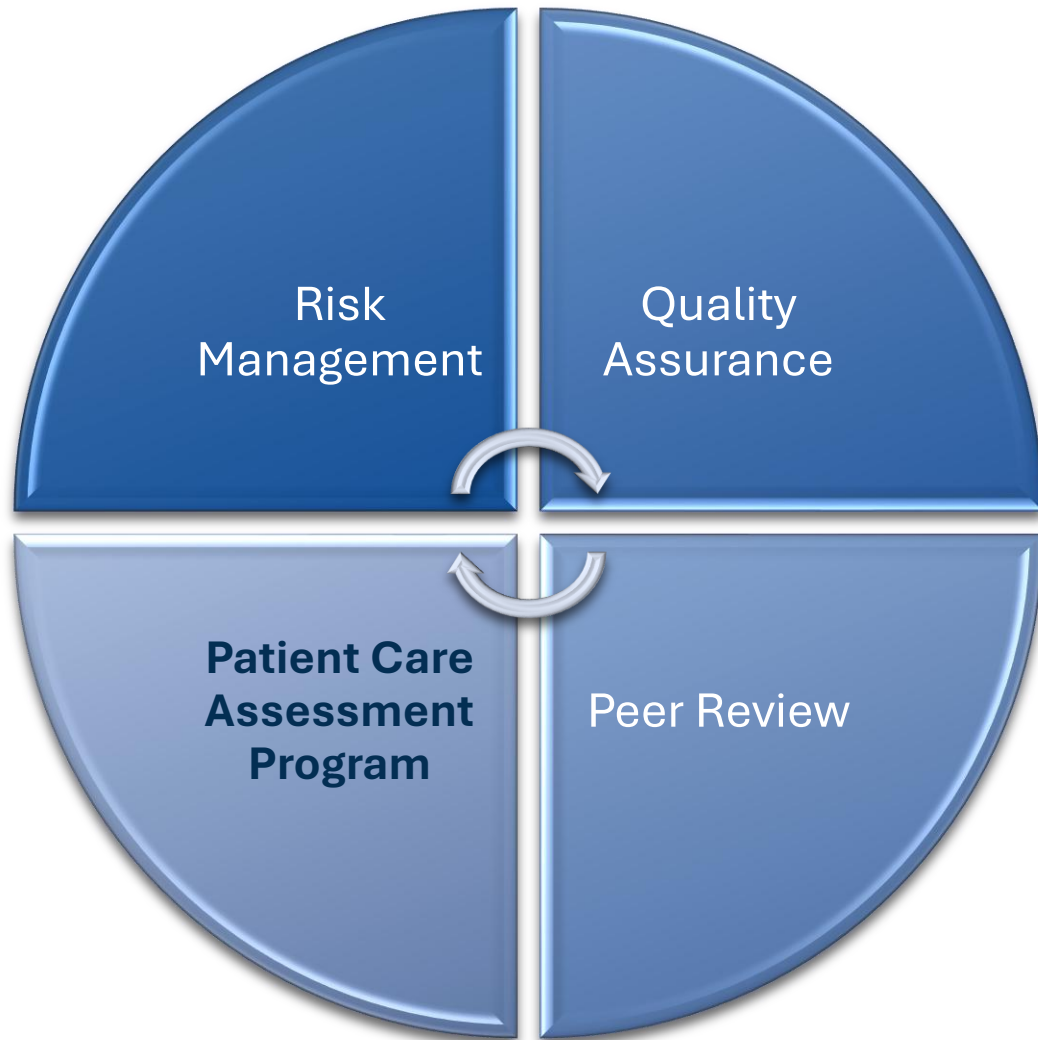 Risk
Management
Quality
Assurance
Patient Care
Assessment
Program
Peer Review